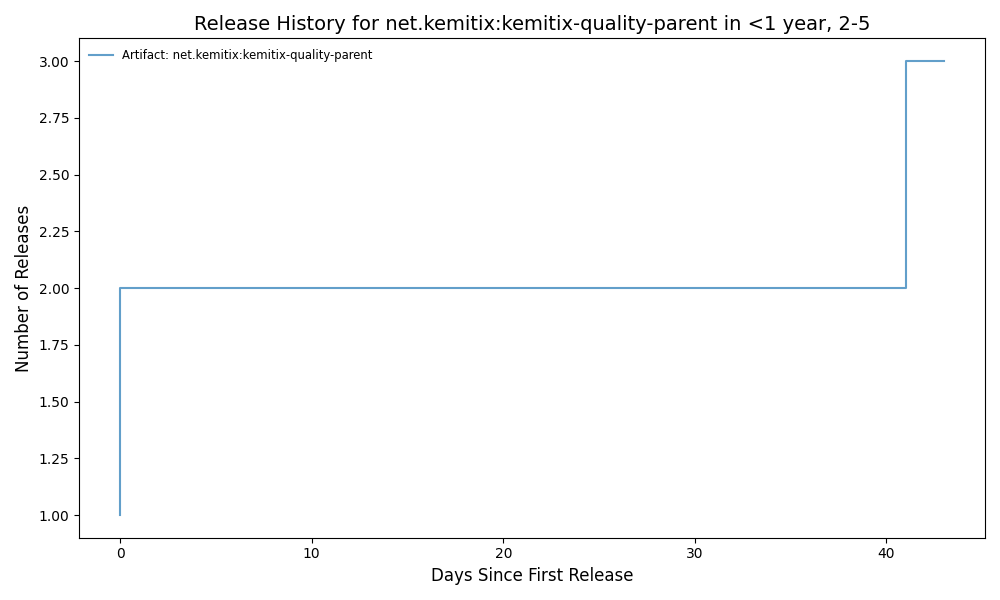 Release History for net.kemitix:kemitix-quality-parent in <1 year, 2-5
Artifact: net.kemitix:kemitix-quality-parent
Number of Releases
3.00
2.75
2.50
2.25
2.00
1.75
1.50
1.25
1.00
0 10 20 30 40
Days Since First Release